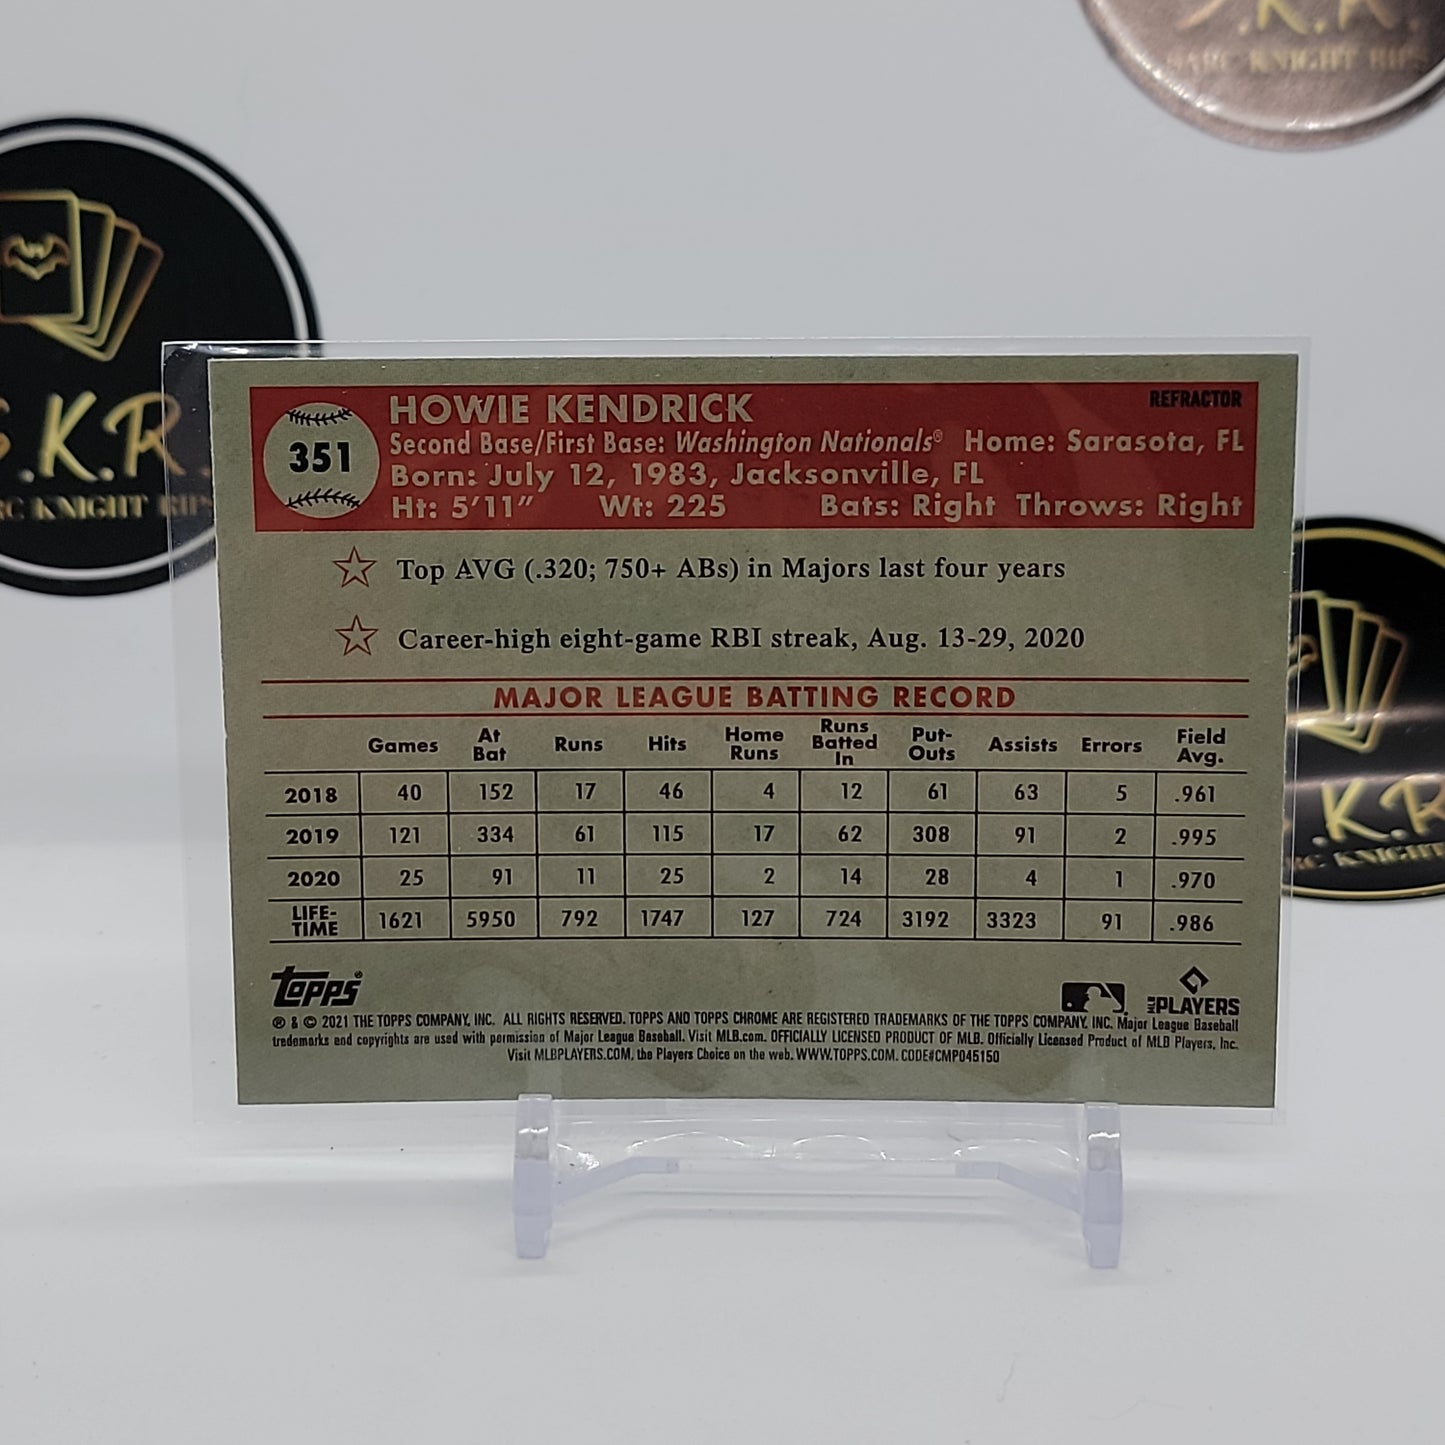 .K.R.
MARC KNIGHT RIPS
.K.R.
RC KNIGHT RIPS
351
HOWIE KENDRICK
REFRACTOR
Second Base/First Base: Washington Nationals® Home: Sarasota, FL
Born: July 12, 1983, Jacksonville, FL
Ht: 5'11" Wt: 225 Bats: Right Throws: Right
Top AVG (.320; 750+ ABs) in Majors last four years
Career-high eight-game RBI streak, Aug. 13-29, 2020
MAJOR LEAGUE BATTING RECORD
Games At Bat Runs Hits Home Runs Runs Batted In Put-Outs Assists Errors Field Avg.
2018 40 152 17 46 4 12 61 63 5 .961
2019 121 334 61 115 17 62 308 91 2 .995
2020 25 91 11 25 2 14 28 4 1 .970
LIFE-TIME 1621 5950 792 1747 127 724 3192 3323 91 .986
Topps®
MLB PLAYERS
® & © 2021 THE TOPPS COMPANY, INC. ALL RIGHTS RESERVED. TOPPS AND TOPPS CHROME ARE REGISTERED TRADEMARKS OF THE TOPPS COMPANY, INC. Major League Baseball
trademarks and copyrights are used with permission of Major League Baseball. Visit MLB.com. OFFICIALLY LICENSED PRODUCT OF MLB. Officially Licensed Product of MLB Players, Inc.
Visit MLBPLAYERS.COM, the Players Choice on the web. WWW.TOPPS.COM. CODE#CMP045150
.K.R
RC KNIGHT